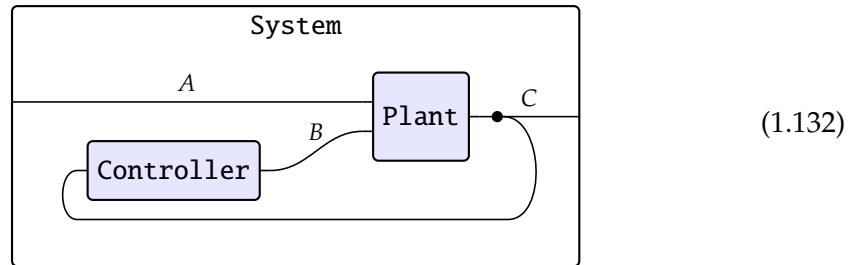 System
A
C
Plant
(1.132)
B
Controller